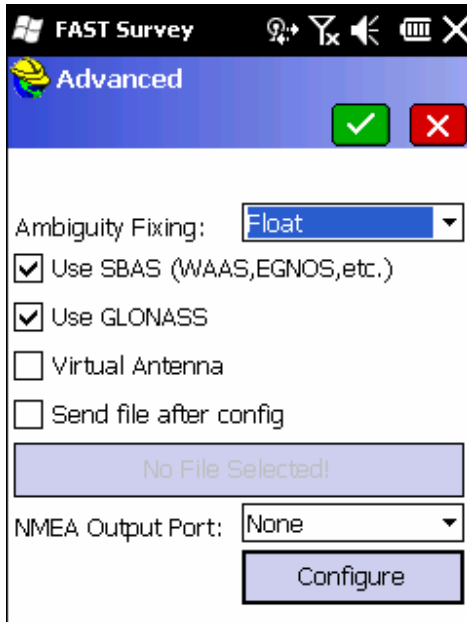 FAST Survey
Advanced
Ambiguity Fixing: Float
Use SBAS (WAAS,EGNOS,etc.)
Use GLONASS
Virtual Antenna
Send file after config
No File Selected!
NMEA Output Port: None
Configure